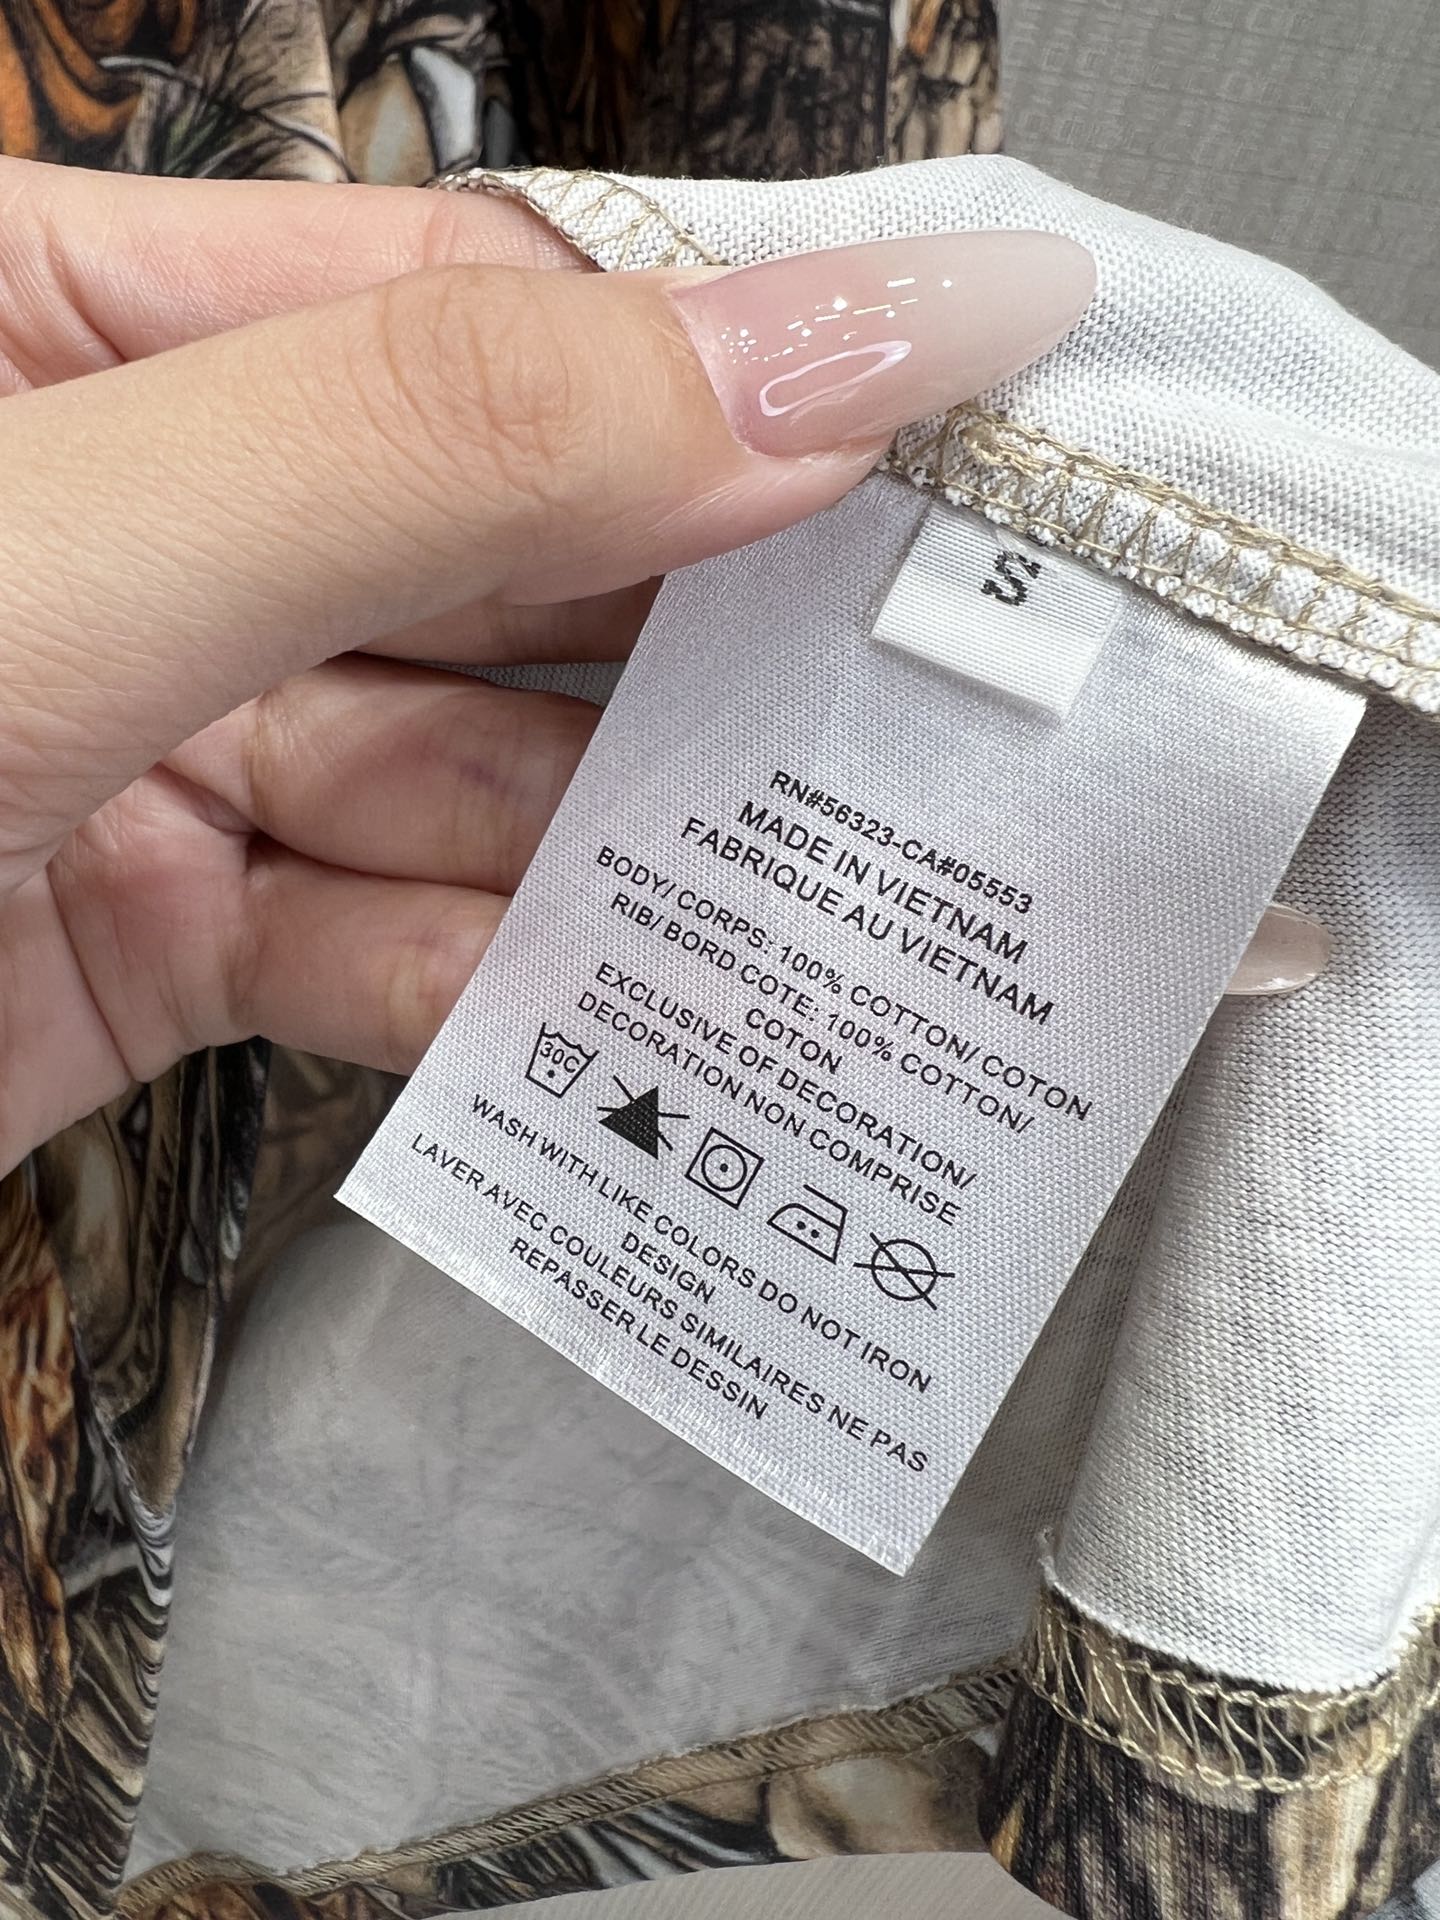 S
RN#56323-CA#05553
MADE IN VIETNAM
FABRIQUE AU VIETNAM
BODY/ CORPS: 100% COTTON/ COTON
RIB/ BORD COTE: 100% COTTON/
COTON
EXCLUSIVE OF DECORATION/
DECORATION NON COMPRISE
30C
WASH WITH LIKE COLORS DO NOT IRON
DESIGN
LAVER AVEC COULEURS SIMILAIRES NE PAS
REPASSER LE DESSIN